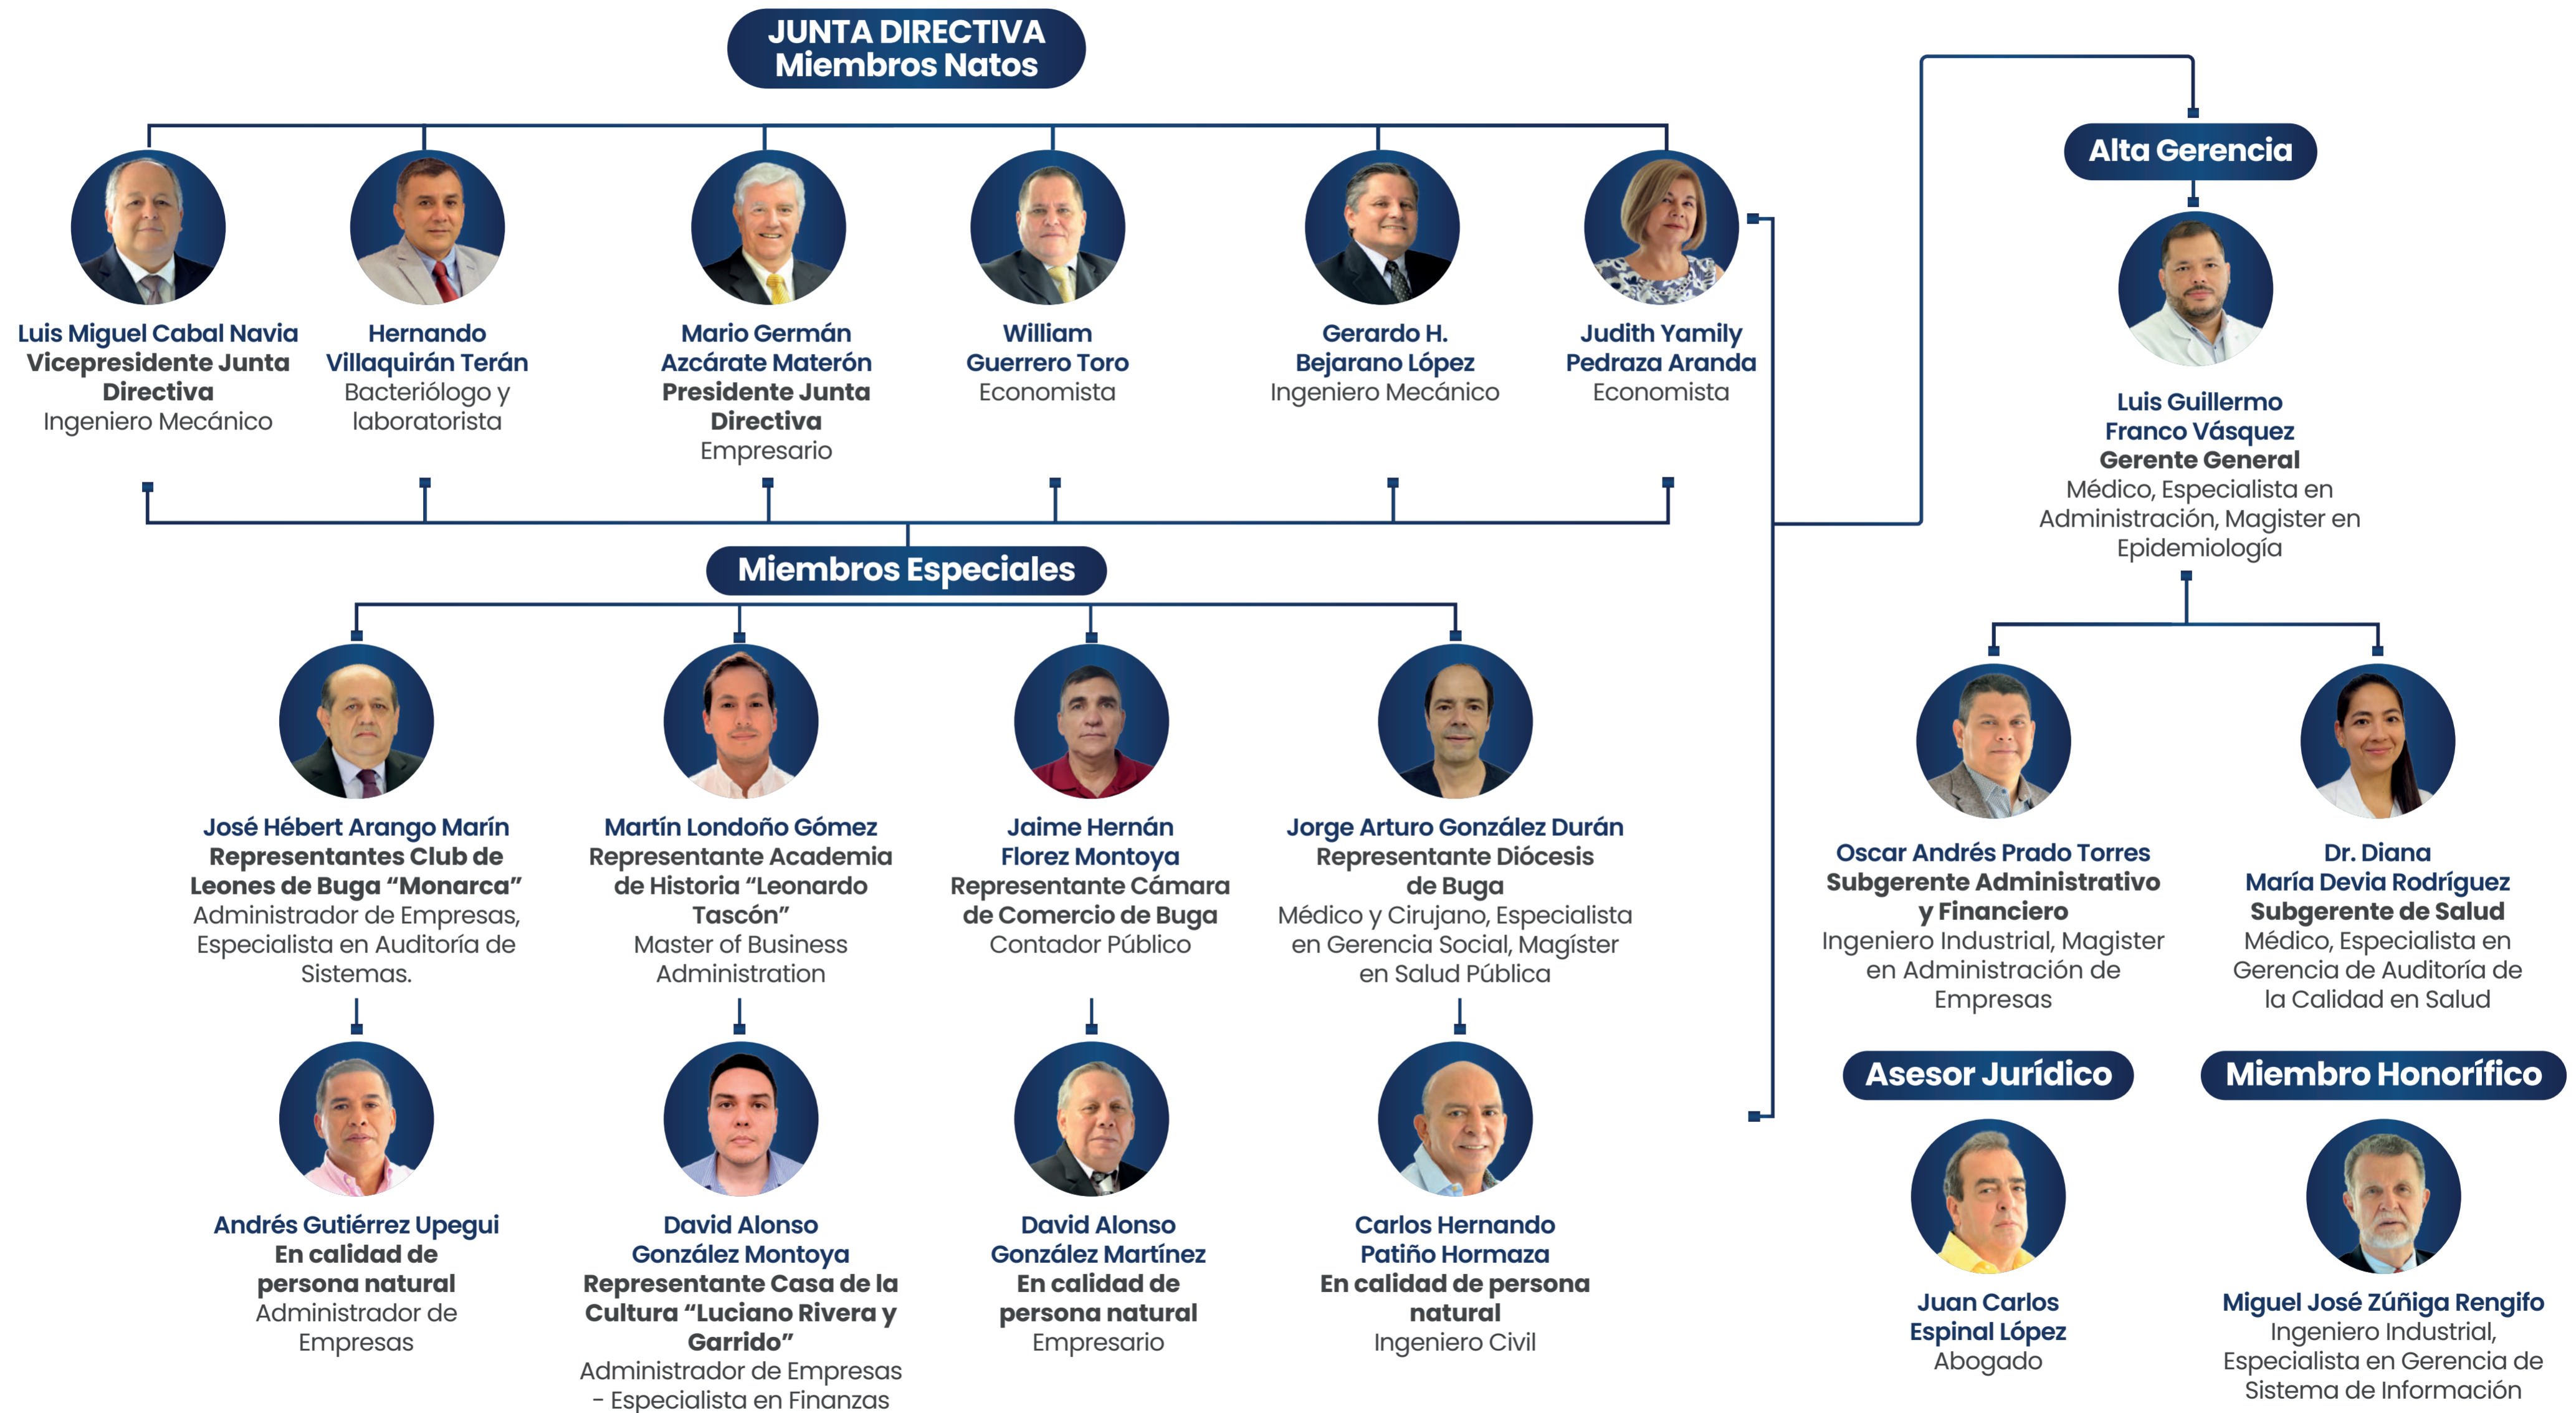 JUNTA DIRECTIVA
Miembros Natos
Luis Miguel Cabal Navia
Vicepresidente Junta
Directiva
Ingeniero Mecánico
Hernando
Villaquirán Terán
Bacteriólogo y
laboratorista
Mario Germán
Azcárate Materón
Presidente Junta
Directiva
Empresario
William
Guerrero Toro
Economista
Gerardo H.
Bejarano López
Ingeniero Mecánico
Judith Yamily
Pedraza Aranda
Economista
Miembros Especiales
José Hébert Arango Marín
Representantes Club de
Leones de Buga “Monarca”
Administrador de Empresas,
Especialista en Auditoría de
Sistemas.
Martín Londoño Gómez
Representante Academia
de Historia “Leonardo
Tascón”
Master of Business
Administration
Jaime Hernán
Florez Montoya
Representante Cámara
de Comercio de Buga
Contador Público
Jorge Arturo González Durán
Representante Diócesis
de Buga
Médico y Cirujano, Especialista
en Gerencia Social, Magíster
en Salud Pública
Andrés Gutiérrez Upegui
En calidad de
persona natural
Administrador de
Empresas
David Alonso
González Montoya
Representante Casa de la
Cultura “Luciano Rivera y
Garrido”
Administrador de Empresas
- Especialista en Finanzas
David Alonso
González Martínez
En calidad de
persona natural
Empresario
Carlos Hernando
Patiño Hormaza
En calidad de persona
natural
Ingeniero Civil
Alta Gerencia
Luis Guillermo
Franco Vásquez
Gerente General
Médico, Especialista en
Administración, Magister en
Epidemiología
Oscar Andrés Prado Torres
Subgerente Administrativo
y Financiero
Ingeniero Industrial, Magister
en Administración de
Empresas
Dr. Diana
María Devia Rodríguez
Subgerente de Salud
Médico, Especialista en
Gerencia de Auditoría de
la Calidad en Salud
Asesor Jurídico
Juan Carlos
Espinal López
Abogado
Miembro Honorífico
Miguel José Zúñiga Rengifo
Ingeniero Industrial,
Especialista en Gerencia de
Sistema de Información